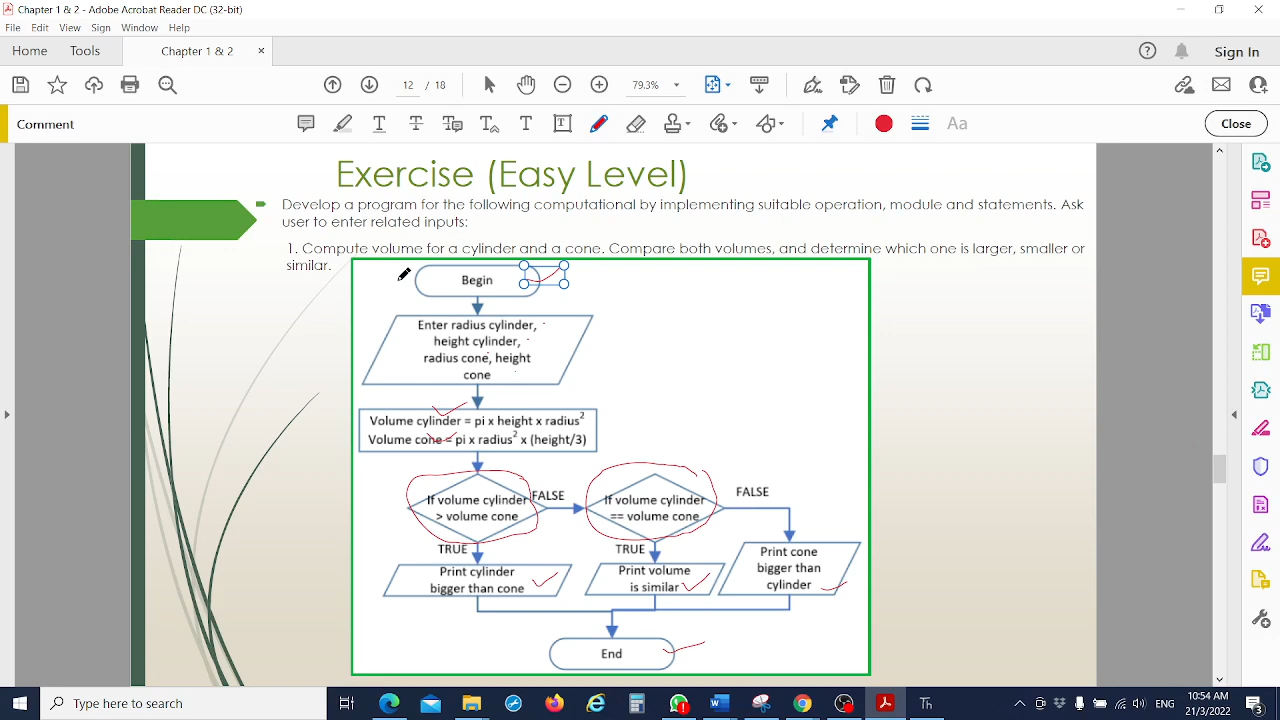 Chapter 1 & 2 - Adobe Acrobat Reader DC (32-bit)
File Edit View Sign Window Help
Home Tools Chapter 1 & 2 × Sign In
12 / 18 79.3%
Comment Close
Exercise (Easy Level)
Develop a program for the following computational by implementing suitable operation, module and statements. Ask
user to enter related inputs:
1. Compute volume for a cylinder and a cone. Compare both volumes, and determine which one is larger, smaller or
similar.
Begin
Enter radius cylinder,
height cylinder,
radius cone, height
cone
Volume cylinder = pi x height x radius²
Volume cone = pi x radius² x (height/3)
If volume cylinder
> volume cone
FALSE
If volume cylinder
== volume cone
FALSE
TRUE
TRUE
Print cylinder
bigger than cone
Print volume
is similar
Print cone
bigger than
cylinder
End
Type here to search
Th
10:54 AM
21/3/2022